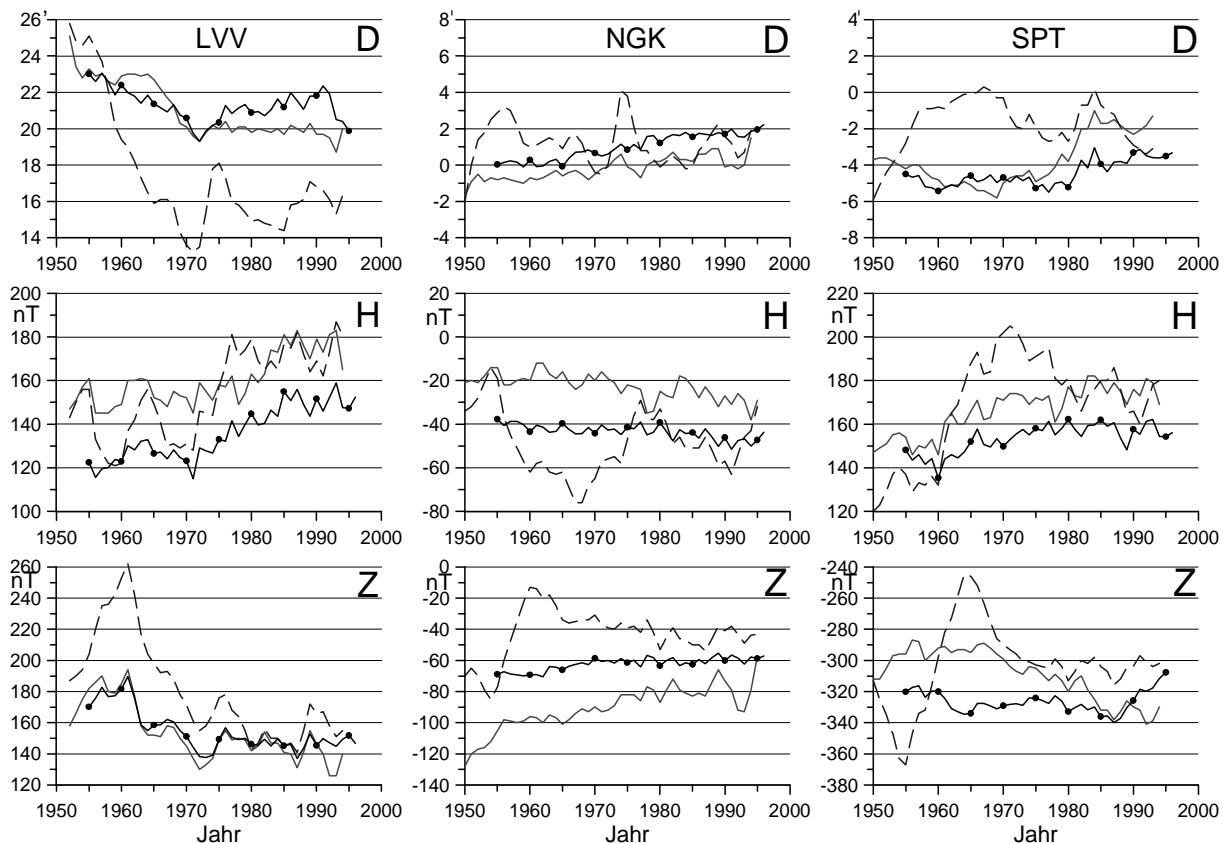 26' LVV D
24
22
20
18
16
14
1950 1960 1970 1980 1990 2000
8' NGK D
6
4
2
0
-2
-4
1950 1960 1970 1980 1990 2000
4' SPT D
2
0
-2
-4
-6
-8
1950 1960 1970 1980 1990 2000
200 H
nT
180
160
140
120
100
1950 1960 1970 1980 1990 2000
20 H
nT
0
-20
-40
-60
-80
1950 1960 1970 1980 1990 2000
220 H
nT
200
180
160
140
120
1950 1960 1970 1980 1990 2000
260 Z
nT
240
220
200
180
160
140
120
1950 1960 1970 1980 1990 2000
Jahr
0 Z
nT
-20
-40
-60
-80
-100
-120
-140
1950 1960 1970 1980 1990 2000
Jahr
-240 Z
nT
-260
-280
-300
-320
-340
-360
-380
1950 1960 1970 1980 1990 2000
Jahr